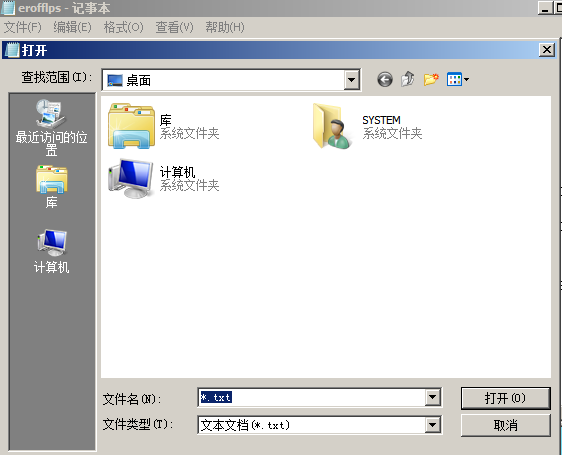 erofflps - 记事本
文件(F) 编辑(E) 格式(O) 查看(V) 帮助(H)
打开
查找范围(I):
桌面
最近访问的位
置
库
计算机
库
系统文件夹
SYSTEM
系统文件夹
计算机
系统文件夹
文件名(N):
*.txt
打开(O)
文件类型(T):
文本文档(*.txt)
取消